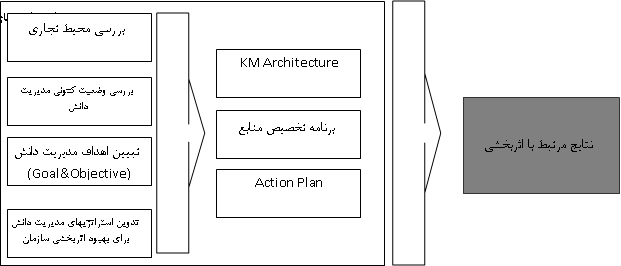 بررسی محیط تجاری
بررسی وضعیت کنونی مدیریت
دانش
تبیین اهداف مدیریت دانش
(Goal&Objective)
تدوین استراتژیهای مدیریت دانش
برای بهبود اثربخشی سازمان
KM Architecture
برنامه تخصیص منابع
Action Plan
نتایج مرتبط با اثربخشی